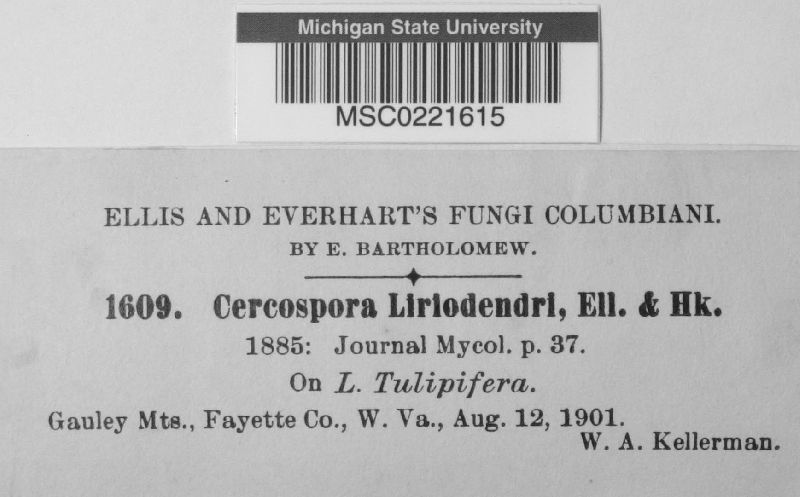 Michigan State University
MSC0221615
ELLIS AND EVERHART'S FUNGI COLUMBIANI.
BY E. BARTHOLOMEW.
1609. Cercospora Liriodendri, Ell. & Hk.
1885: Journal Mycol. p. 37.
On L. Tulipifera.
Gauley Mts., Fayette Co., W. Va., Aug. 12, 1901.
W. A. Kellerman.